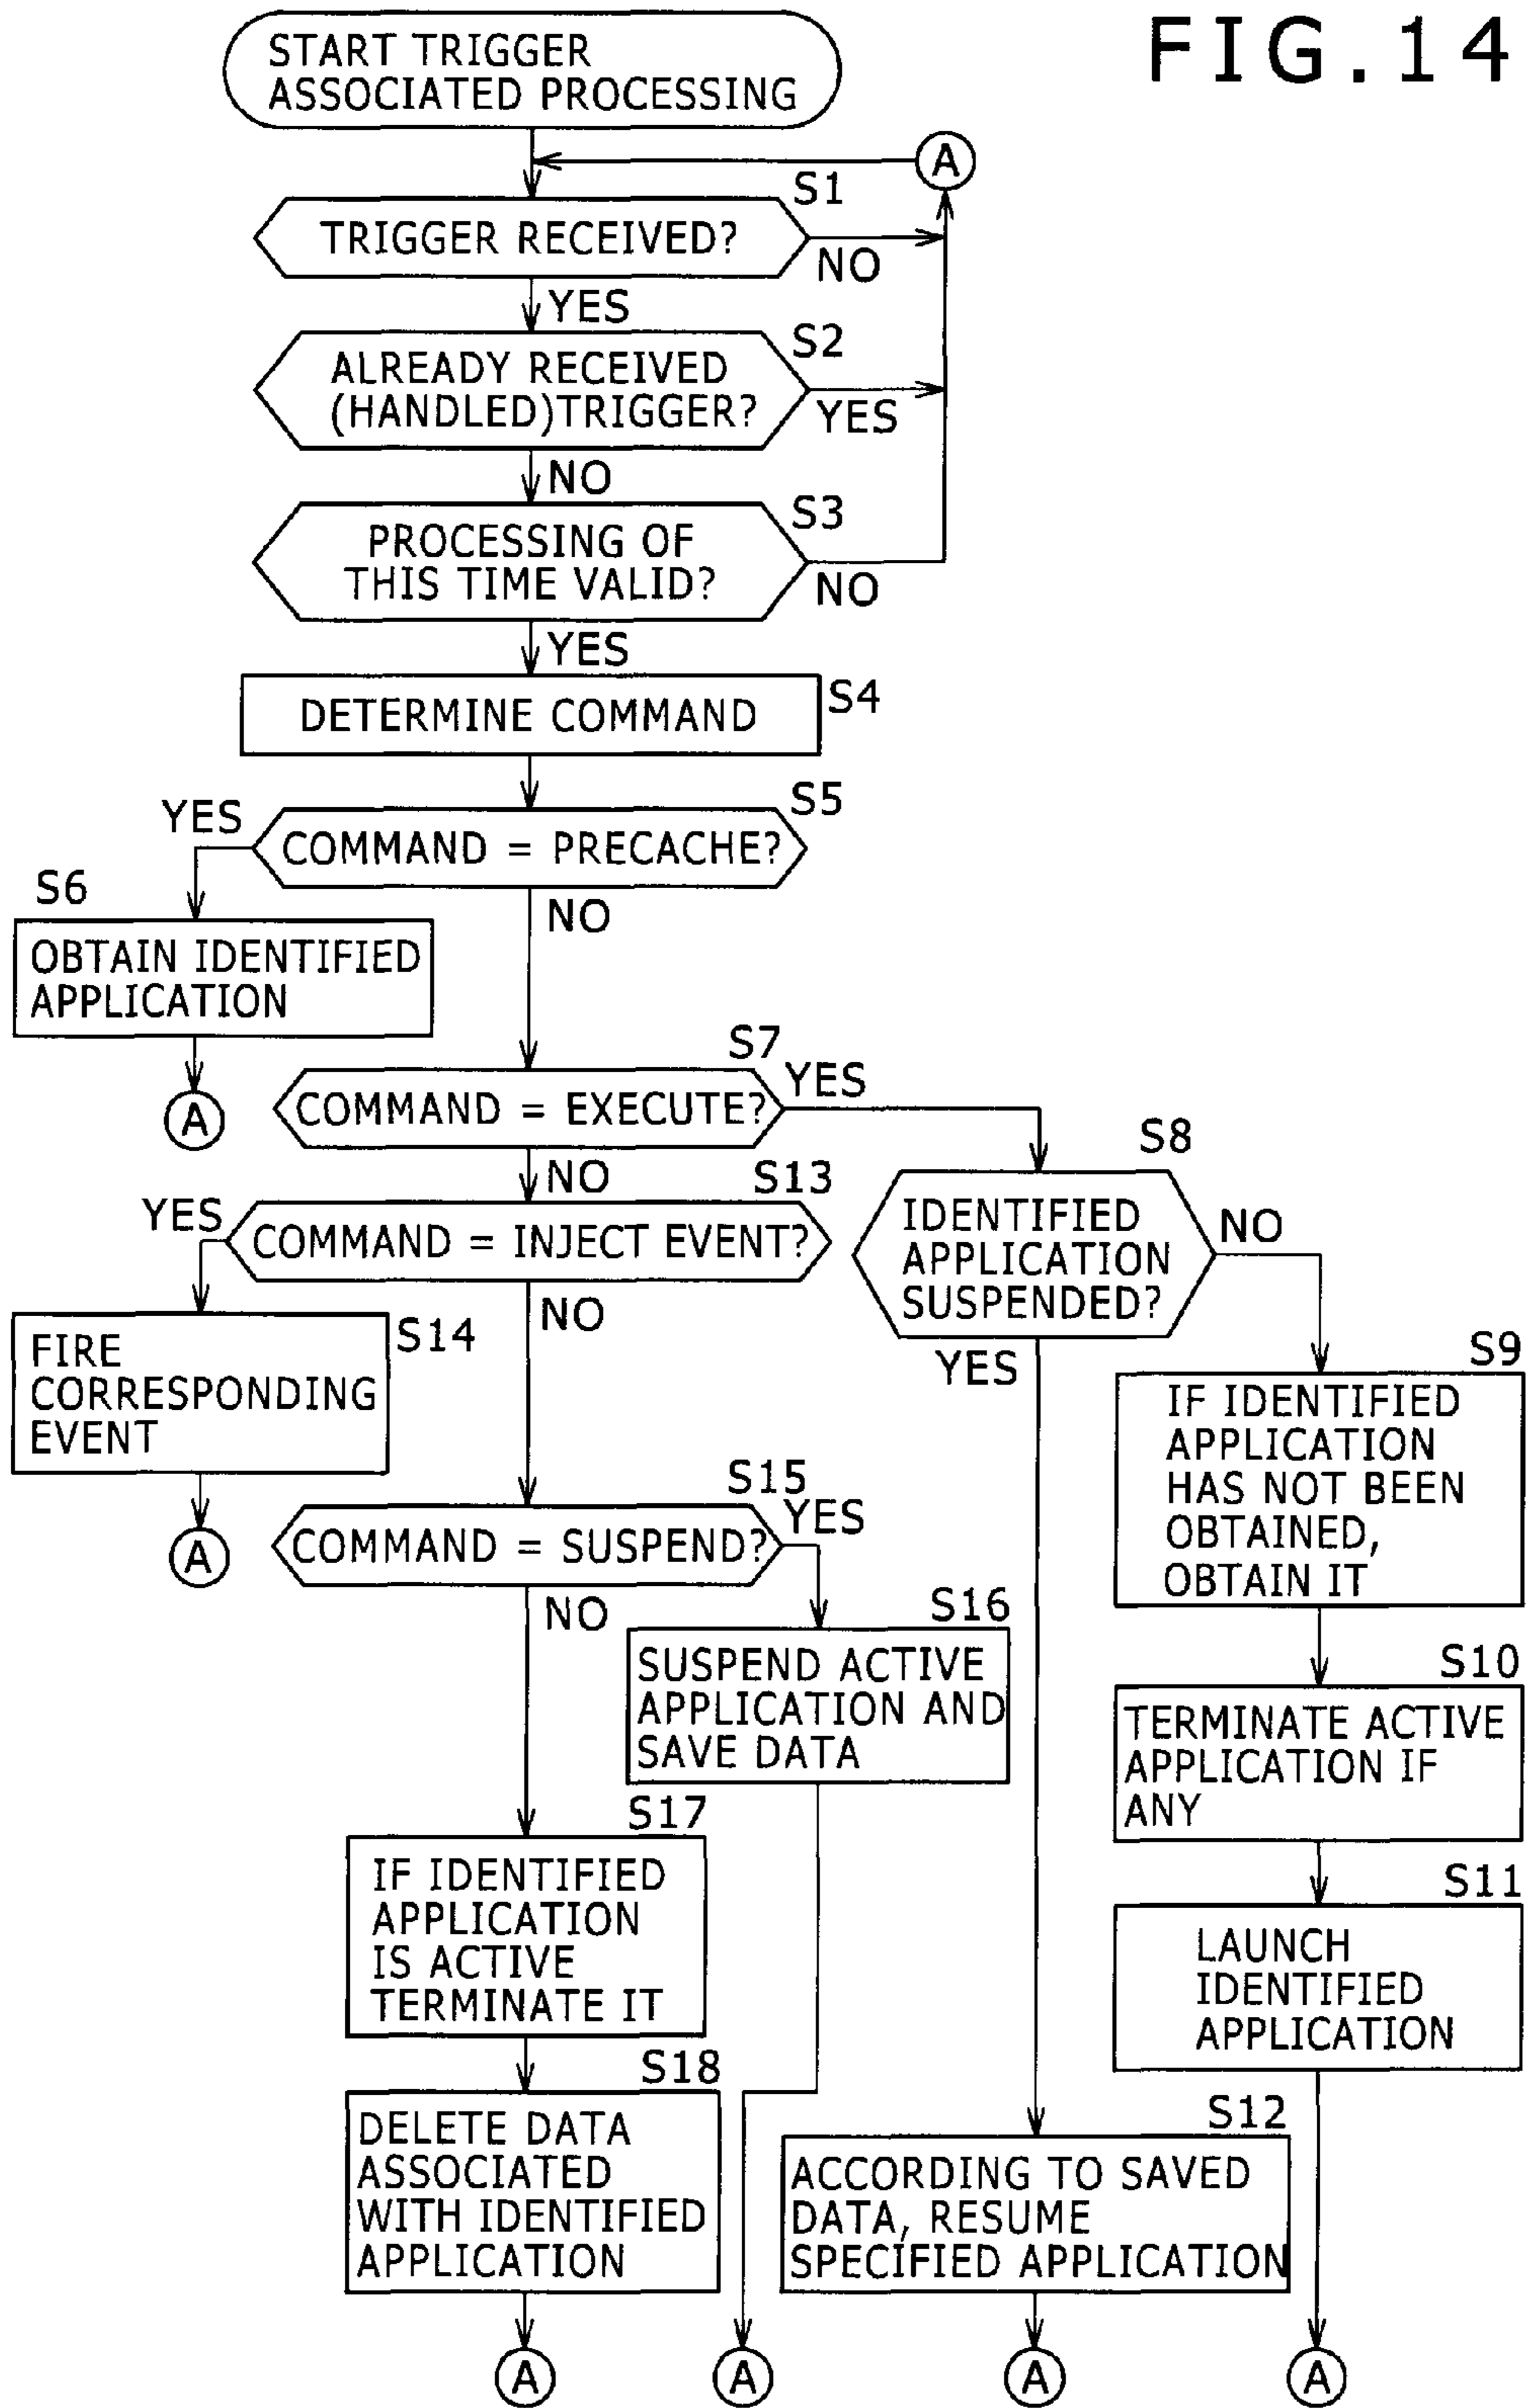 FIG.14
START TRIGGER
ASSOCIATED PROCESSING
A
S1
TRIGGER RECEIVED?
NO
YES
S2
ALREADY RECEIVED
(HANDLED)TRIGGER?
YES
NO
S3
PROCESSING OF
THIS TIME VALID?
NO
YES
DETERMINE COMMAND
S4
S5
YES
COMMAND = PRECACHE?
NO
S6
OBTAIN IDENTIFIED
APPLICATION
A
S7
YES
COMMAND = EXECUTE?
NO
S8
IDENTIFIED
APPLICATION
SUSPENDED?
NO
YES
S13
YES
COMMAND = INJECT EVENT?
NO
S14
FIRE
CORRESPONDING
EVENT
A
S9
IF IDENTIFIED
APPLICATION
HAS NOT BEEN
OBTAINED,
OBTAIN IT
S15
YES
COMMAND = SUSPEND?
NO
S16
SUSPEND ACTIVE
APPLICATION AND
SAVE DATA
S10
TERMINATE ACTIVE
APPLICATION IF
ANY
S17
IF IDENTIFIED
APPLICATION
IS ACTIVE
TERMINATE IT
S11
LAUNCH
IDENTIFIED
APPLICATION
S18
DELETE DATA
ASSOCIATED
WITH IDENTIFIED
APPLICATION
S12
ACCORDING TO SAVED
DATA, RESUME
SPECIFIED APPLICATION
A
A
A
A